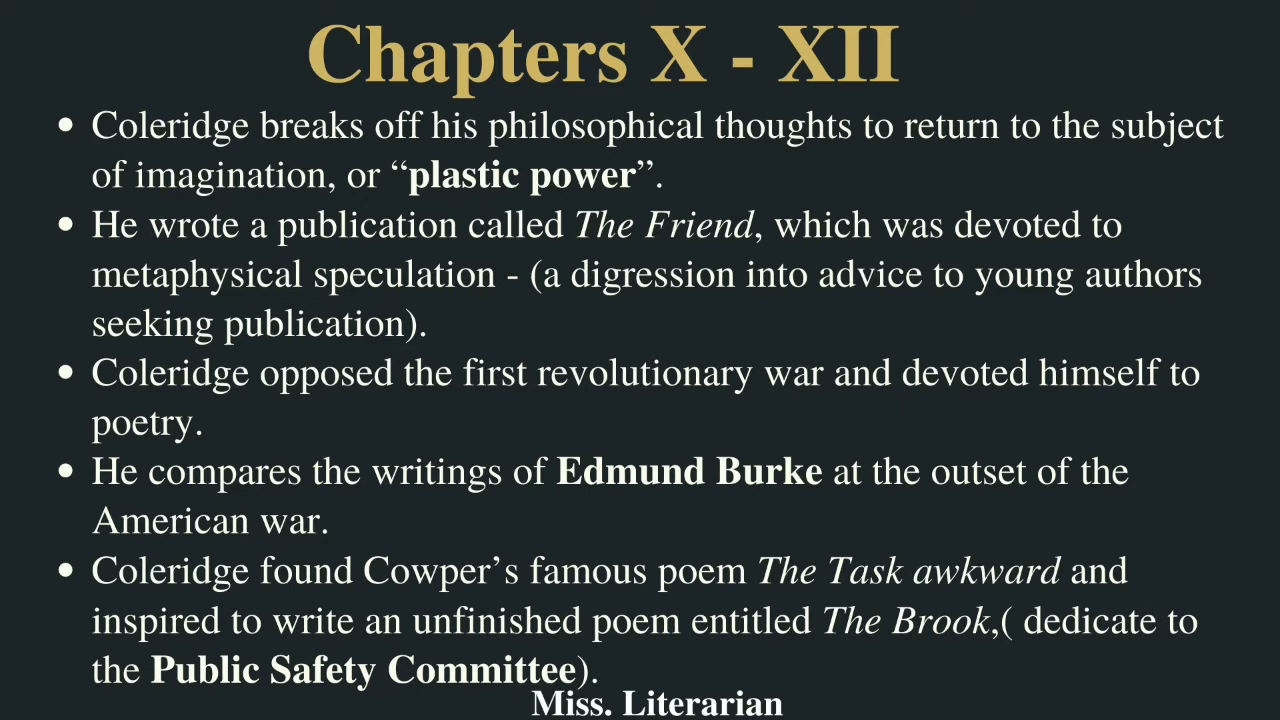 Chapters X - XII
• Coleridge breaks off his philosophical thoughts to return to the subject
of imagination, or “plastic power”.
• He wrote a publication called The Friend, which was devoted to
metaphysical speculation - (a digression into advice to young authors
seeking publication).
• Coleridge opposed the first revolutionary war and devoted himself to
poetry.
• He compares the writings of Edmund Burke at the outset of the
American war.
• Coleridge found Cowper’s famous poem The Task awkward and
inspired to write an unfinished poem entitled The Brook,( dedicate to
the Public Safety Committee).
Miss. Literarian